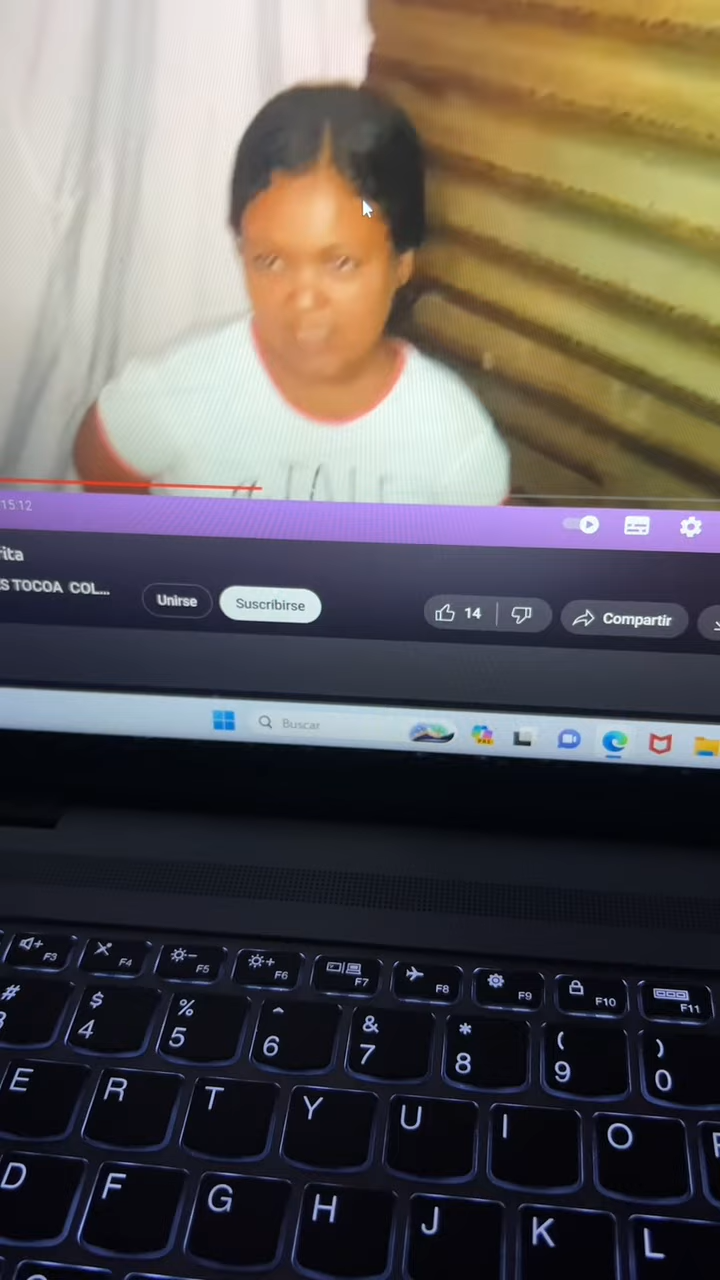 15:12
rita
S TOCOA COL...
Unirse
Suscribirse
14
Compartir
Buscar
F3
F4
F5
F6
F7
F8
F9
F10
F11
#
3
$
4
%
5
^
6
&
7
*
8
(
9
)
0
E
R
T
Y
U
I
O
D
F
G
H
J
K
L